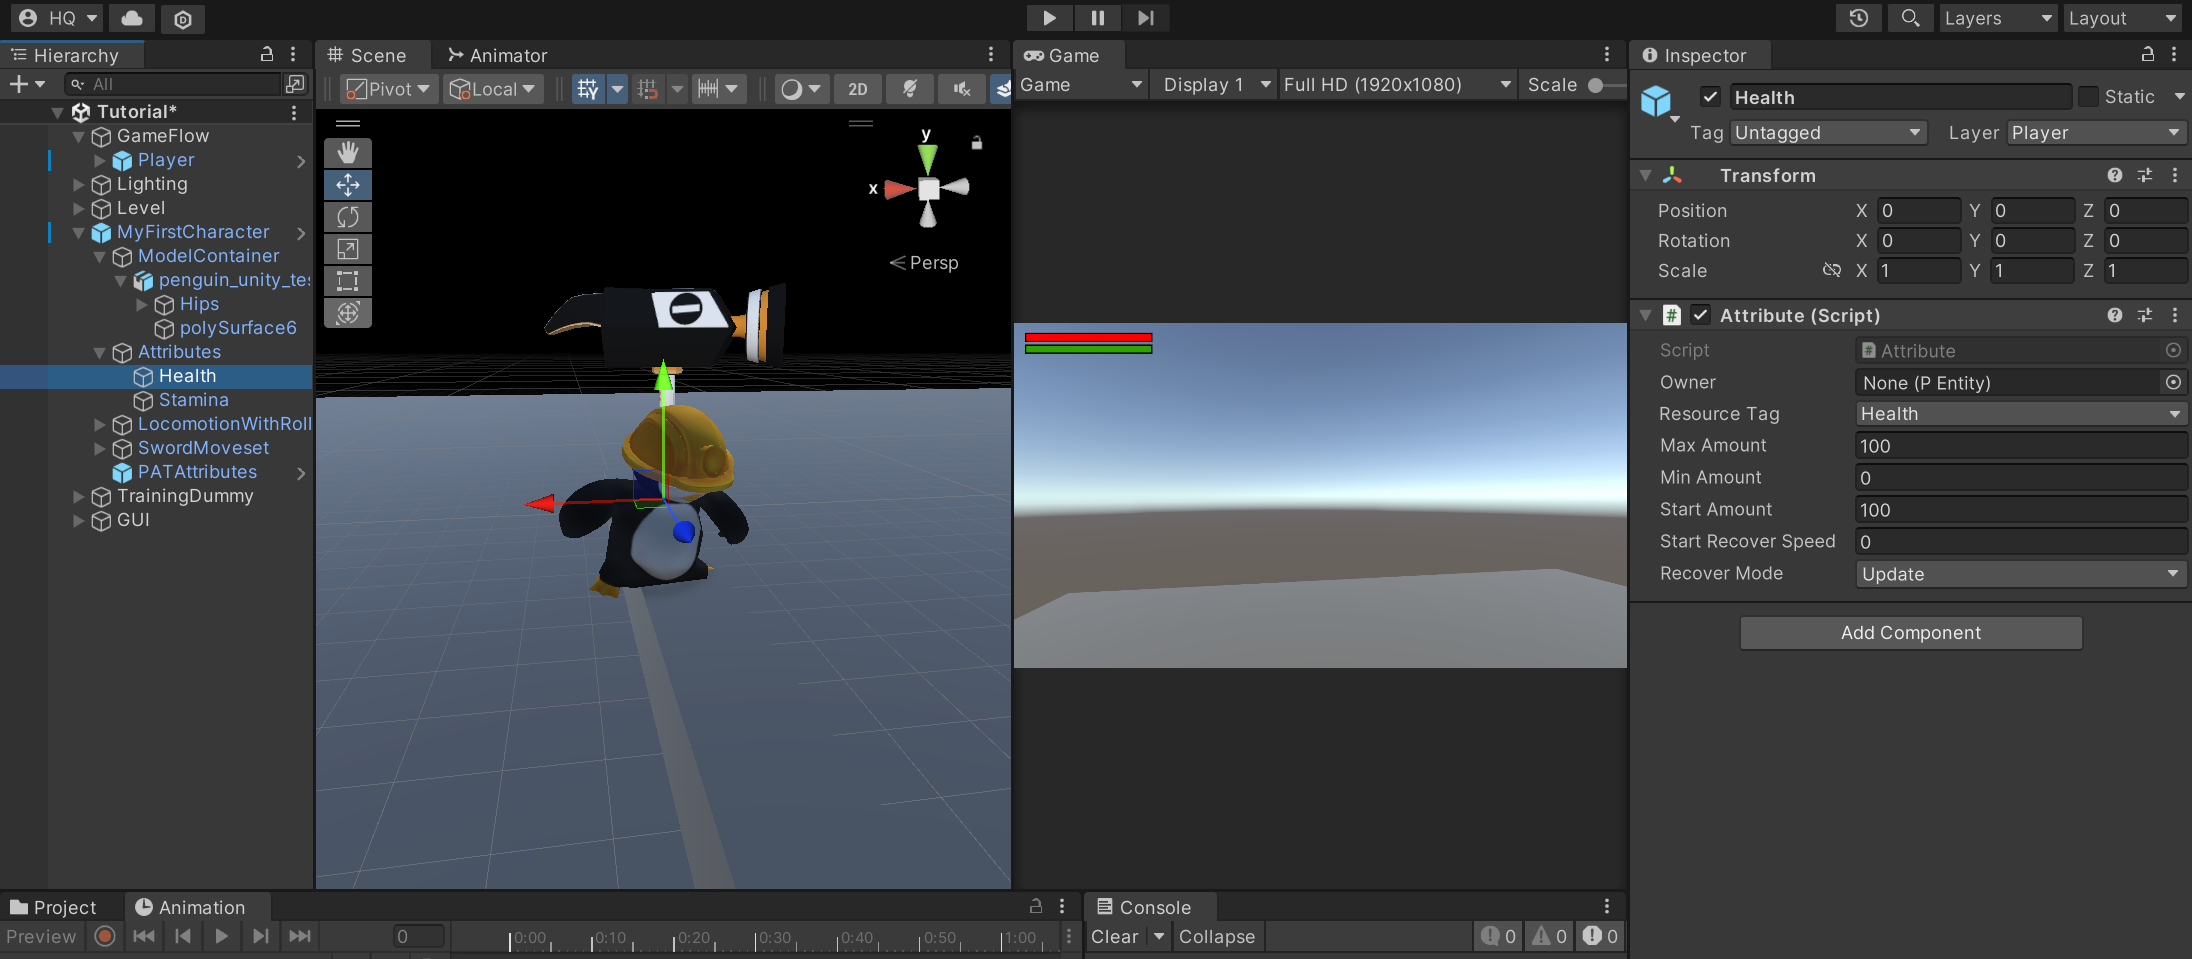 HQ
Layers
Layout
Hierarchy
All
Tutorial*
GameFlow
Player
Lighting
Level
MyFirstCharacter
ModelContainer
penguin_unity_te
Hips
polySurface6
Attributes
Health
Stamina
LocomotionWithRoll
SwordMoveset
PATAttributes
TrainingDummy
GUI
Scene
Animator
Pivot
Local
2D
y
x
Persp
Game
Game
Display 1
Full HD (1920x1080)
Scale
Inspector
Health
Static
Tag
Untagged
Layer
Player
Transform
Position X 0 Y 0 Z 0
Rotation X 0 Y 0 Z 0
Scale X 1 Y 1 Z 1
# Attribute (Script)
Script # Attribute
Owner None (P Entity)
Resource Tag Health
Max Amount 100
Min Amount 0
Start Amount 100
Start Recover Speed 0
Recover Mode Update
Add Component
Project
Animation
Preview
0
0:00 0:10 0:20 0:30 0:40 0:50 1:00
Console
Clear
Collapse
0 0 0